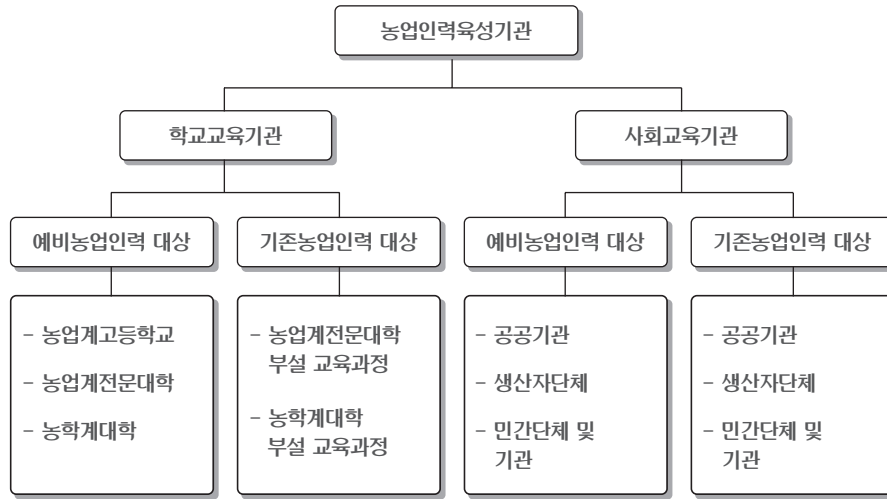 농업인력육성기관
학교교육기관
사회교육기관
예비농업인력 대상
기존농업인력 대상
예비농업인력 대상
기존농업인력 대상
- 농업계고등학교
- 농업계전문대학
- 농학계대학
- 농업계전문대학
부설 교육과정
- 농학계대학
부설 교육과정
- 공공기관
- 생산자단체
- 민간단체 및
기관
- 공공기관
- 생산자단체
- 민간단체 및
기관